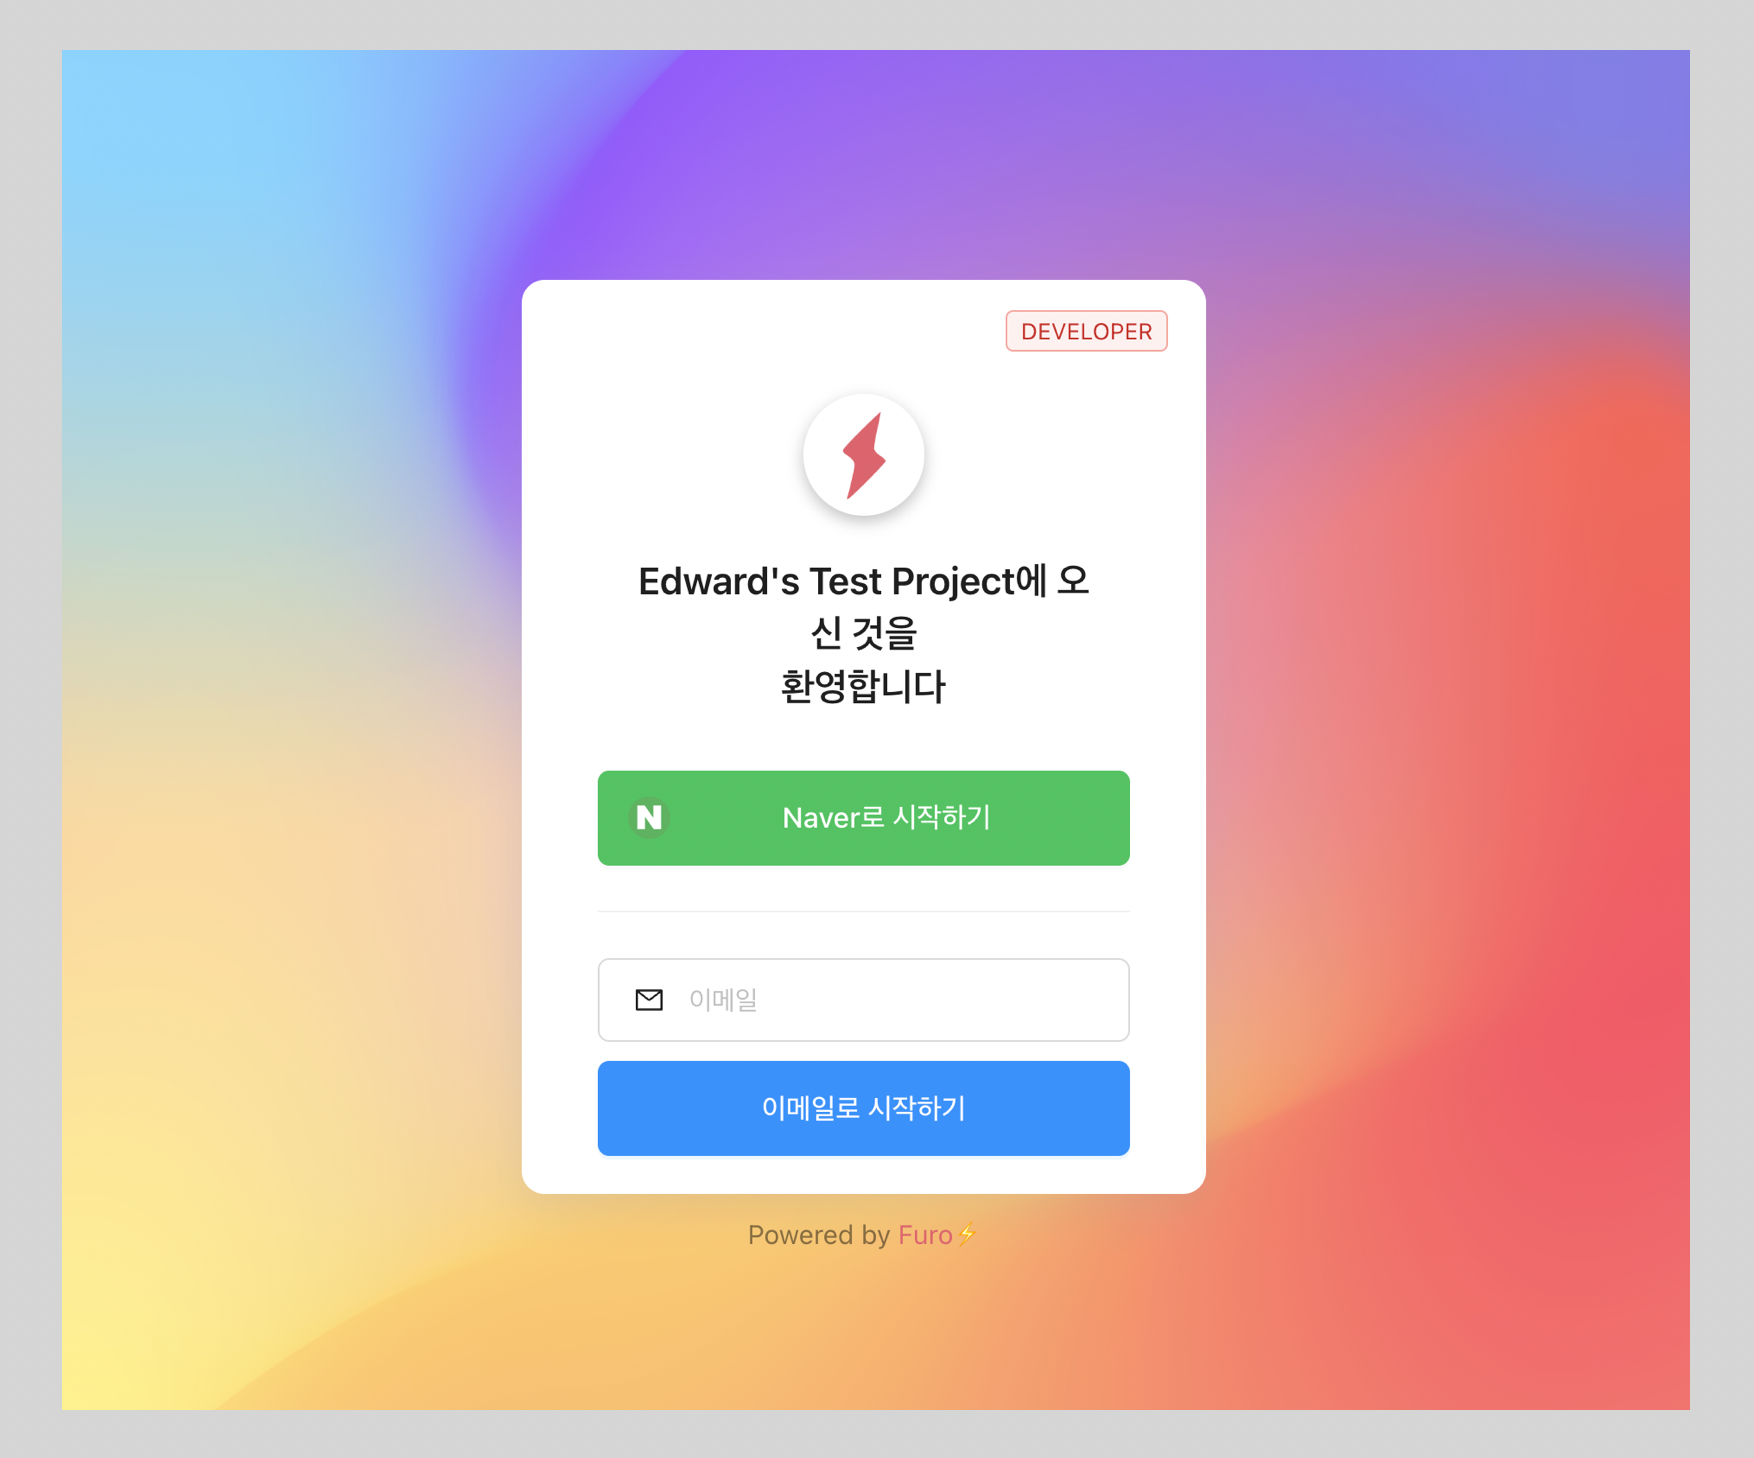 DEVELOPER
Edward's Test Project에 오
신 것을
환영합니다
N
Naver로 시작하기
이메일
이메일로 시작하기
Powered by Furo⚡